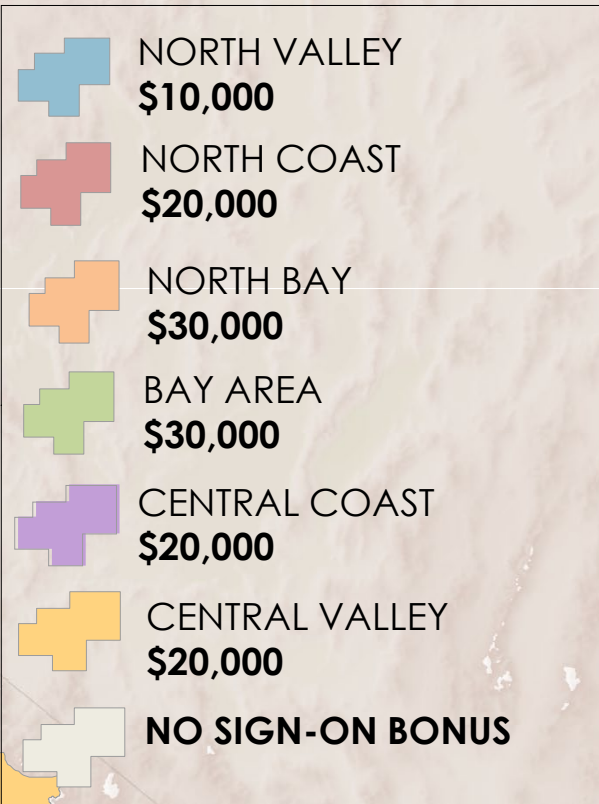 NORTH VALLEY
$10,000
NORTH COAST
$20,000
NORTH BAY
$30,000
BAY AREA
$30,000
CENTRAL COAST
$20,000
CENTRAL VALLEY
$20,000
NO SIGN-ON BONUS